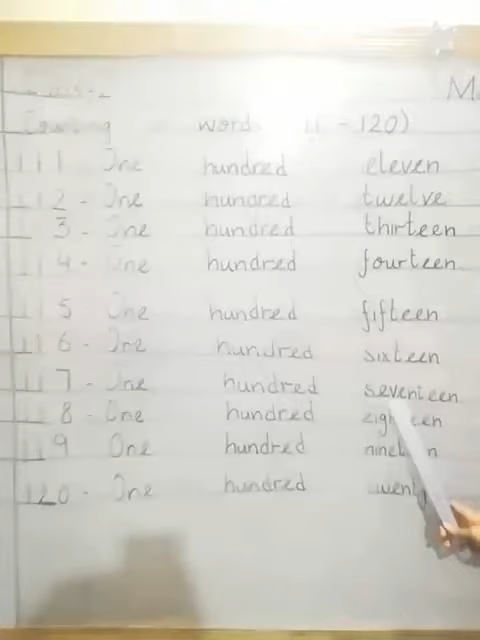 Counting words - 120)
111 One hundred eleven
112 - One hundred twelve
113 - One hundred thirteen
114 - One hundred fourteen
115 One hundred fifteen
116 - One hundred sixteen
117 - One hundred seventeen
118 - One hundred
119 One hundred
120 - One hundred